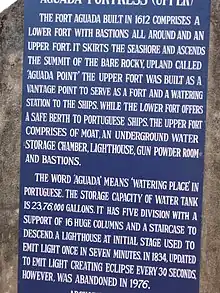 AGUADA FORTRESS (UPPER)
THE FORT AGUADA BUILT IN 1612 COMPRISES A
LOWER FORT WITH BASTIONS ALL AROUND AND AN
UPPER FORT. IT SKIRTS THE SEASHORE AND ASCENDS
THE SUMMIT OF THE BARE ROCKY, UPLAND CALLED
'AGUADA POINT' THE UPPER FORT WAS BUILT AS A
VANTAGE POINT TO SERVE AS A FORT AND A WATERING
STATION TO THE SHIPS. WHILE THE LOWER FORT OFFERS
A SAFE BERTH TO PORTUGUESE SHIPS. THE UPPER FORT
COMPRISES OF MOAT, AN UNDERGROUND WATER
STORAGE CHAMBER, LIGHTHOUSE, GUN POWDER ROOM
AND BASTIONS.
THE WORD 'AGUADA' MEANS 'WATERING PLACE' IN
PORTUGUESE. THE STORAGE CAPACITY OF WATER TANK
IS 23,76,000 GALLONS. IT HAS FIVE DIVISION WITH A
SUPPORT OF 16 HUGE COLUMNS AND A STAIRCASE TO
DESCEND. A LIGHTHOUSE AT INITIAL STAGE USED TO
EMIT LIGHT ONCE IN SEVEN MINUTES. IN 1834, UPDATED
TO EMIT LIGHT CREATING ECLIPSE EVERY 30 SECONDS,
HOWEVER, WAS ABANDONED IN 1976.